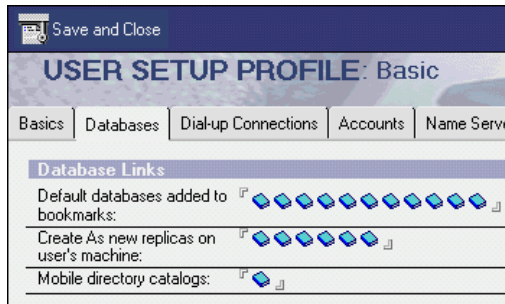 Save and Close
USER SETUP PROFILE: Basic
Basics Databases Dial-up Connections Accounts Name Serve
Database Links
Default databases added to
bookmarks:
Create As new replicas on
user's machine:
Mobile directory catalogs: